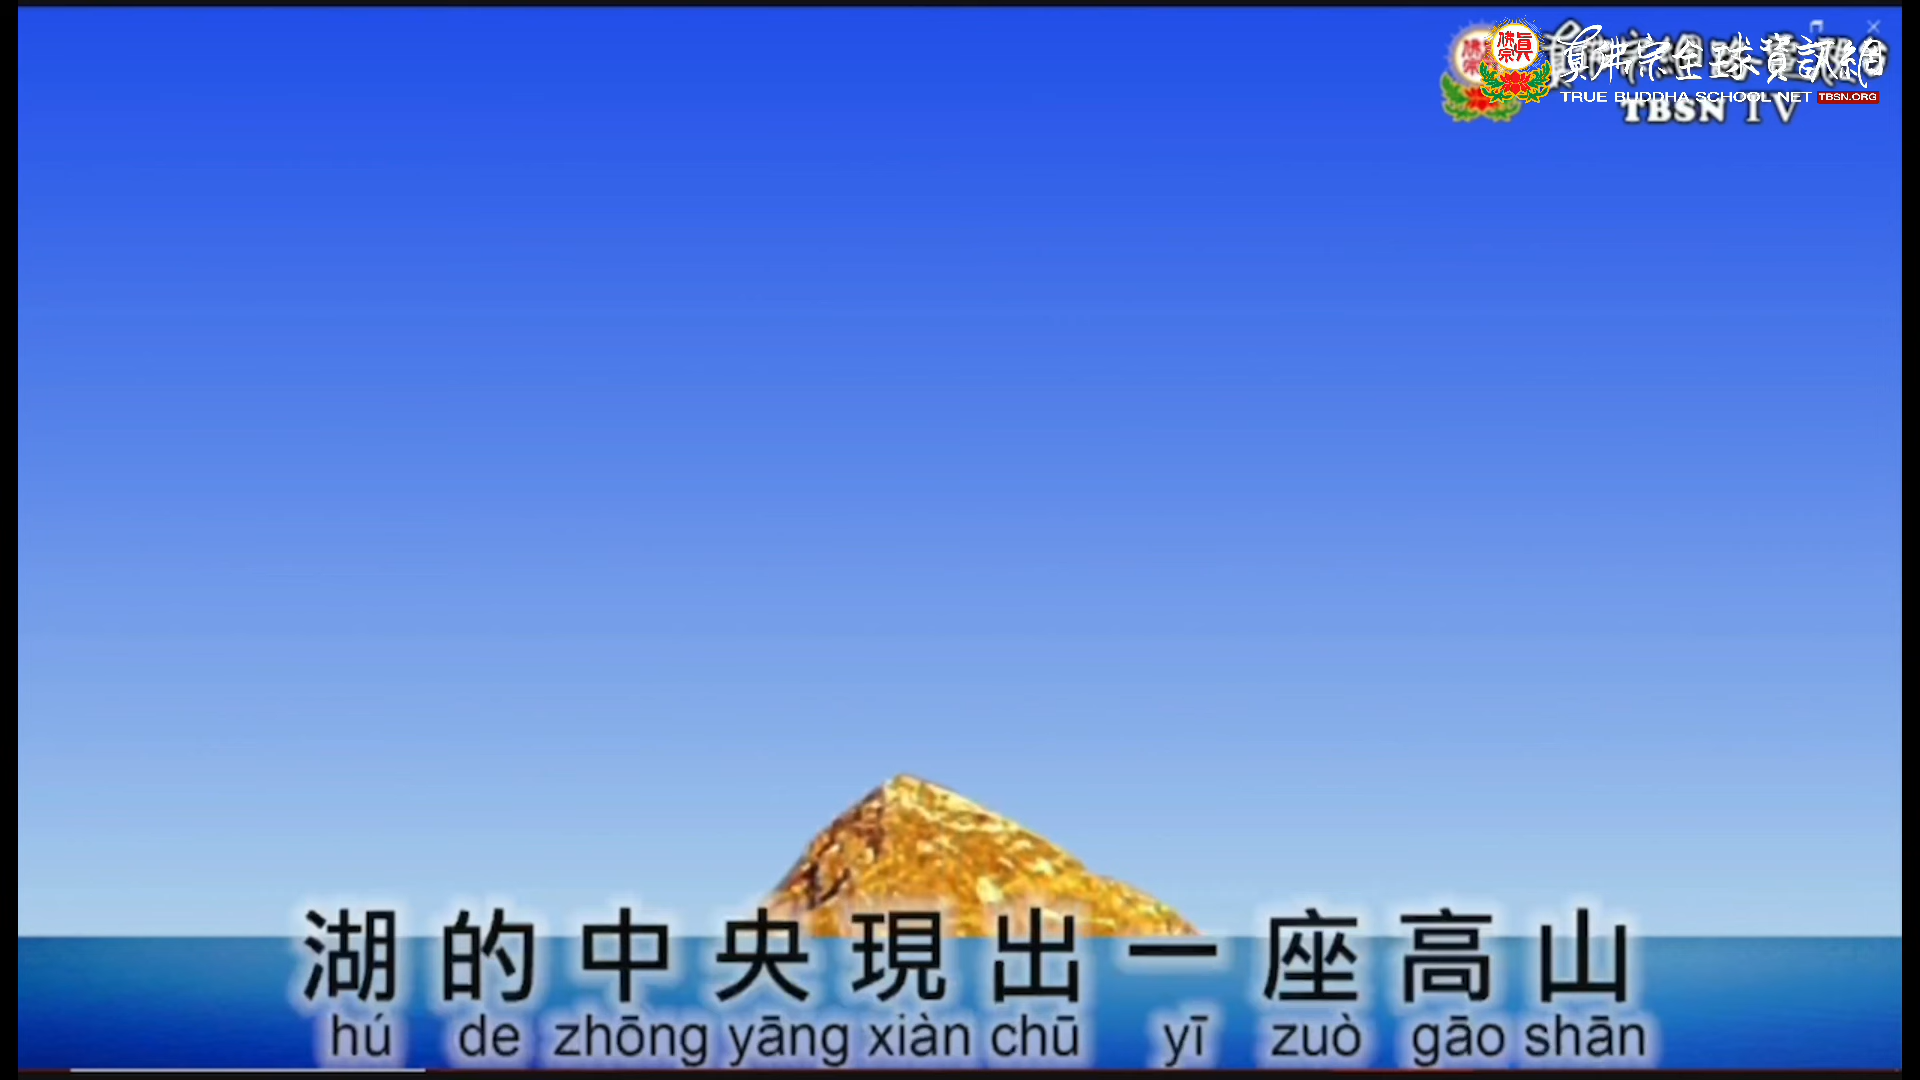 真佛宗全球資訊網
TRUE BUDDHA SCHOOL NET TBSN.ORG
TBSN TV
湖的中央現出一座高山
hú de zhōng yāng xiàn chū yī zuò gāo shān